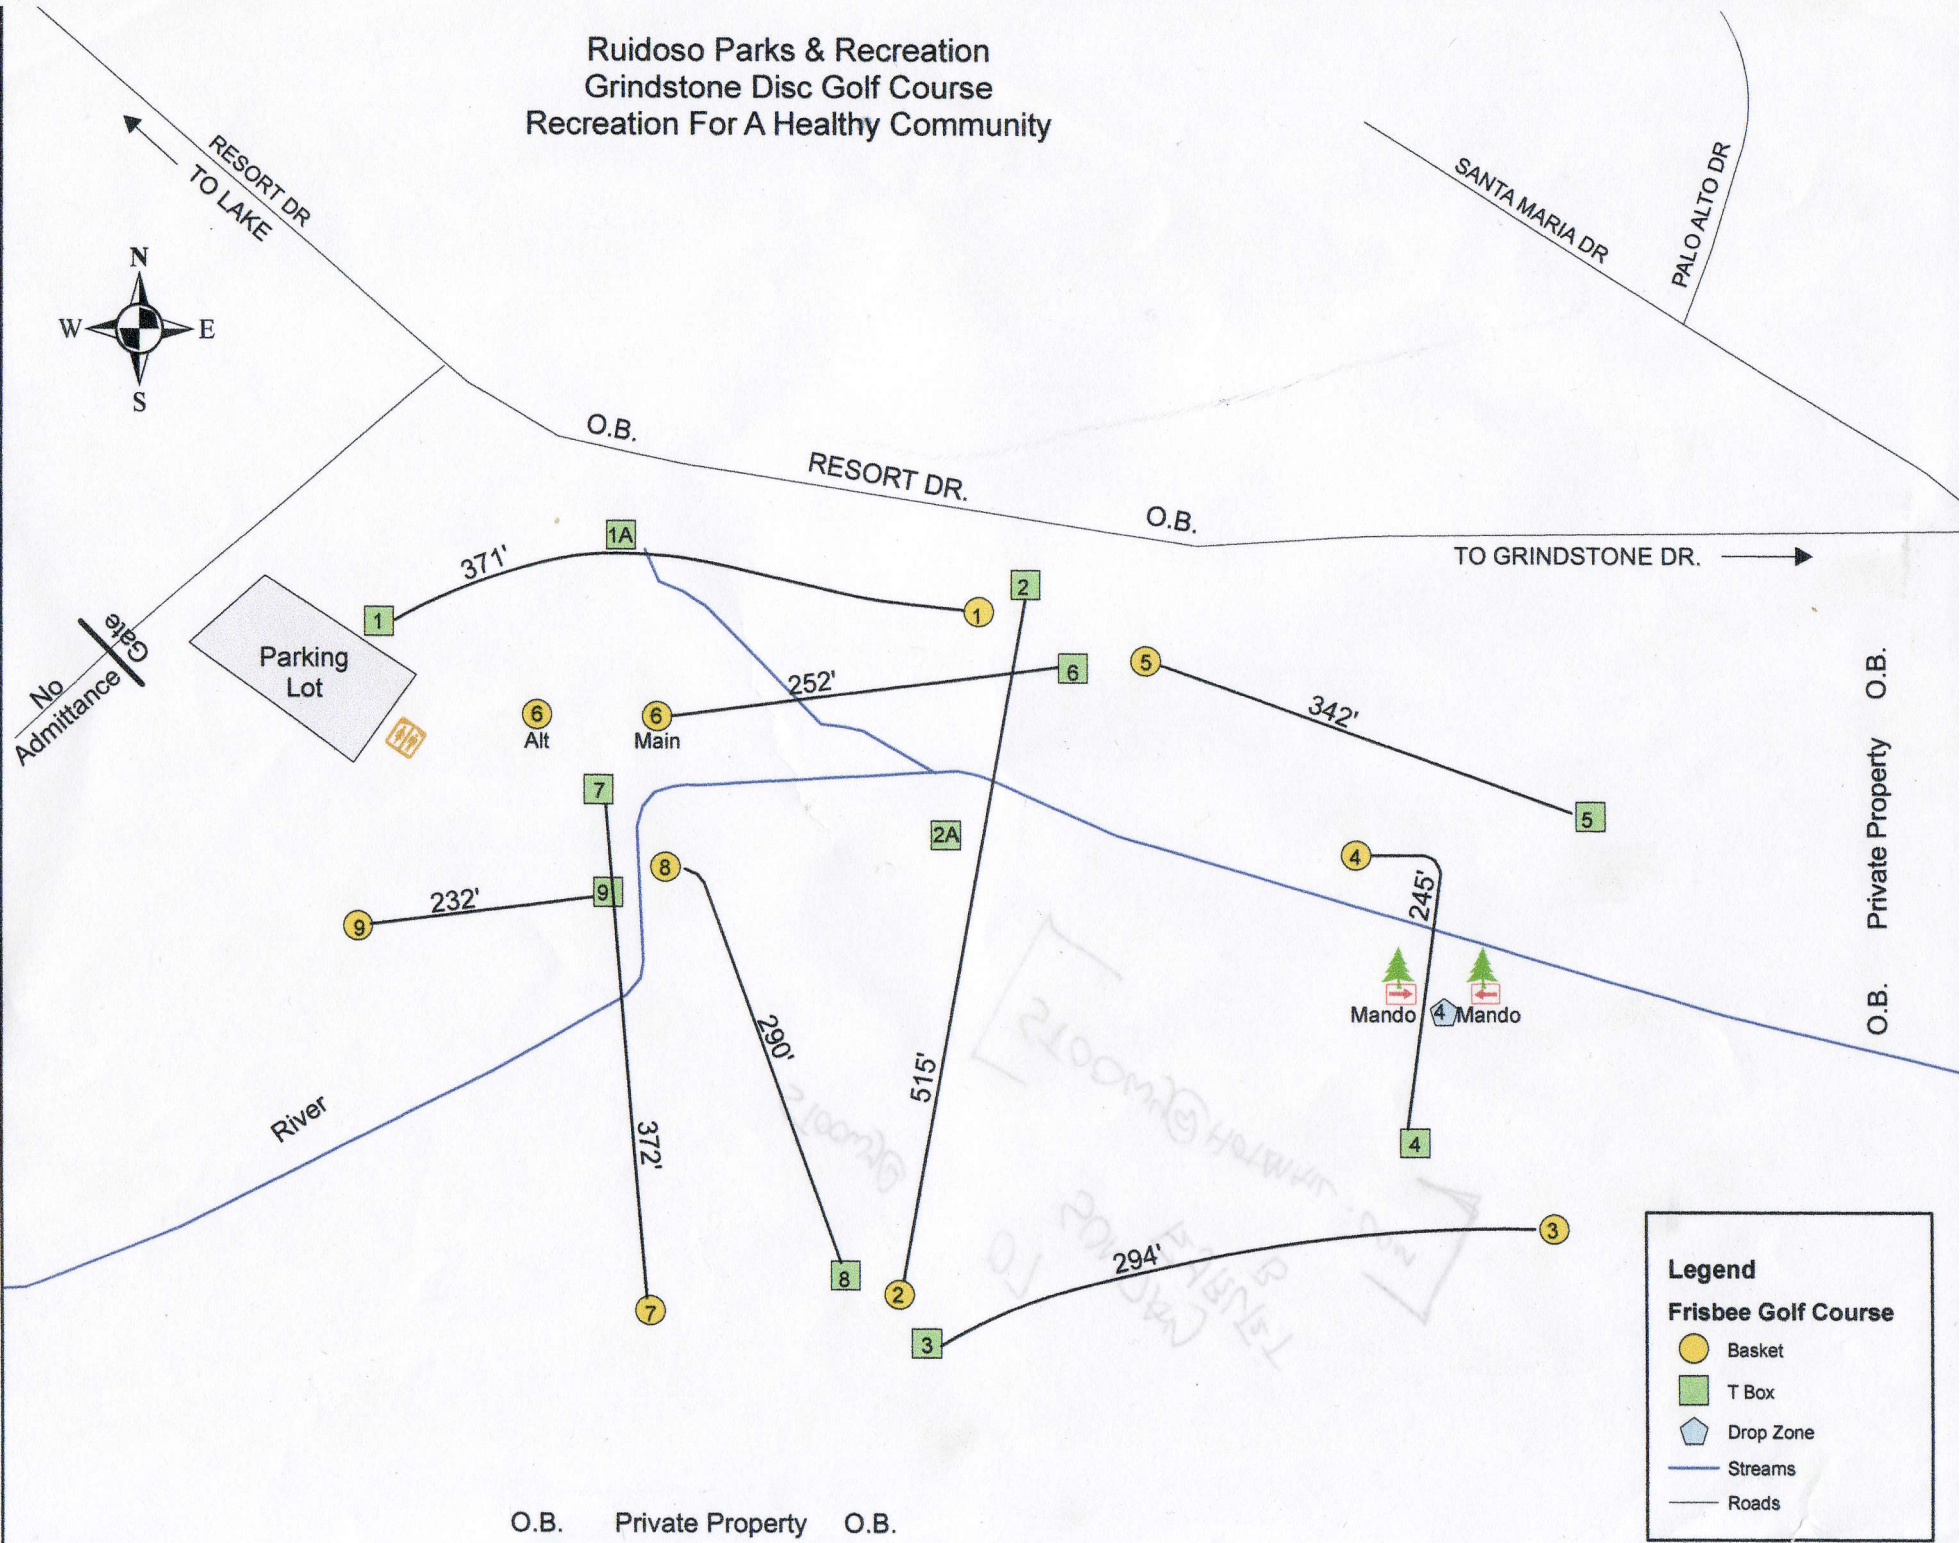 Ruidoso Parks & Recreation
Grindstone Disc Golf Course
Recreation For A Healthy Community
RESORT DR
TO LAKE
SANTA MARIA DR
PALO ALTO DR
N
W E
S
O.B.
RESORT DR.
O.B.
TO GRINDSTONE DR.
1A
371'
2
1
1
Gate
Parking
Lot
No
Admittance
6
Alt
6
Main
252'
6
5
342'
5
O.B. Private Property O.B.
7
2A
8
4
245'
9
232'
9
Mando
4
Mando
290'
515'
River
372'
4
3
294'
8
2
7
3
Legend
Frisbee Golf Course
Basket
T Box
Drop Zone
Streams
Roads
O.B. Private Property O.B.